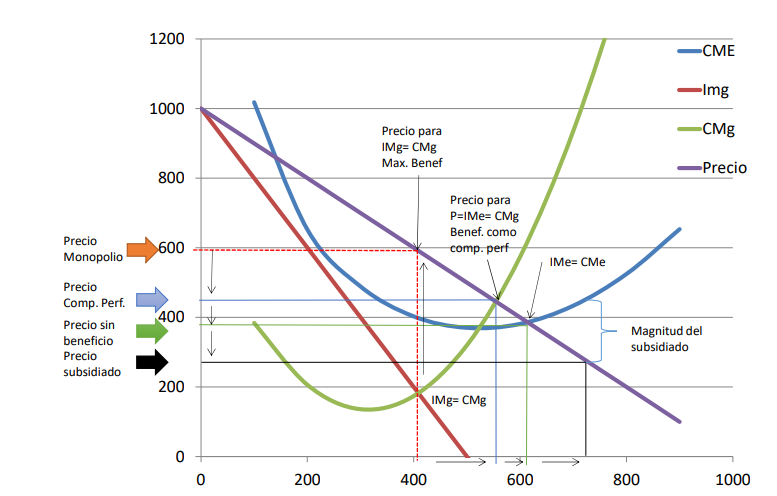 1200
1000
800
600
400
200
0
0
200
400
600
800
1000
CME
Img
CMg
Precio
Precio para
IMg= CMg
Max. Benef
Precio para
P=IMe= CMg
Benef. como
comp. perf
IMe= CMe
Precio
Monopolio
Precio
Comp. Perf.
Precio sin
beneficio
Precio
subsidiado
Magnitud del
subsidiado
IMg= CMg